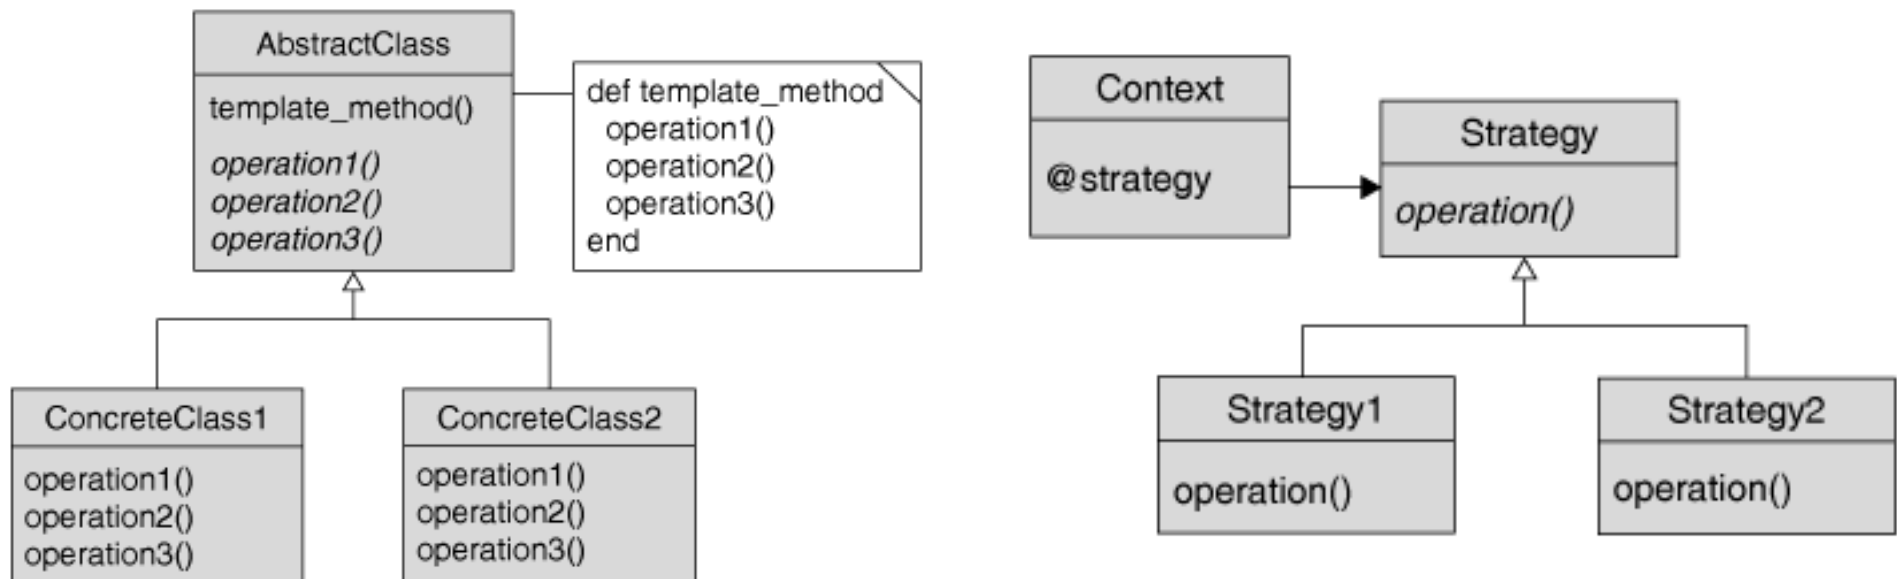 AbstractClass
template_method()
operation1()
operation2()
operation3()
def template_method
operation1()
operation2()
operation3()
end
ConcreteClass1
operation1()
operation2()
operation3()
ConcreteClass2
operation1()
operation2()
operation3()
Context
@strategy
Strategy
operation()
Strategy1
operation()
Strategy2
operation()